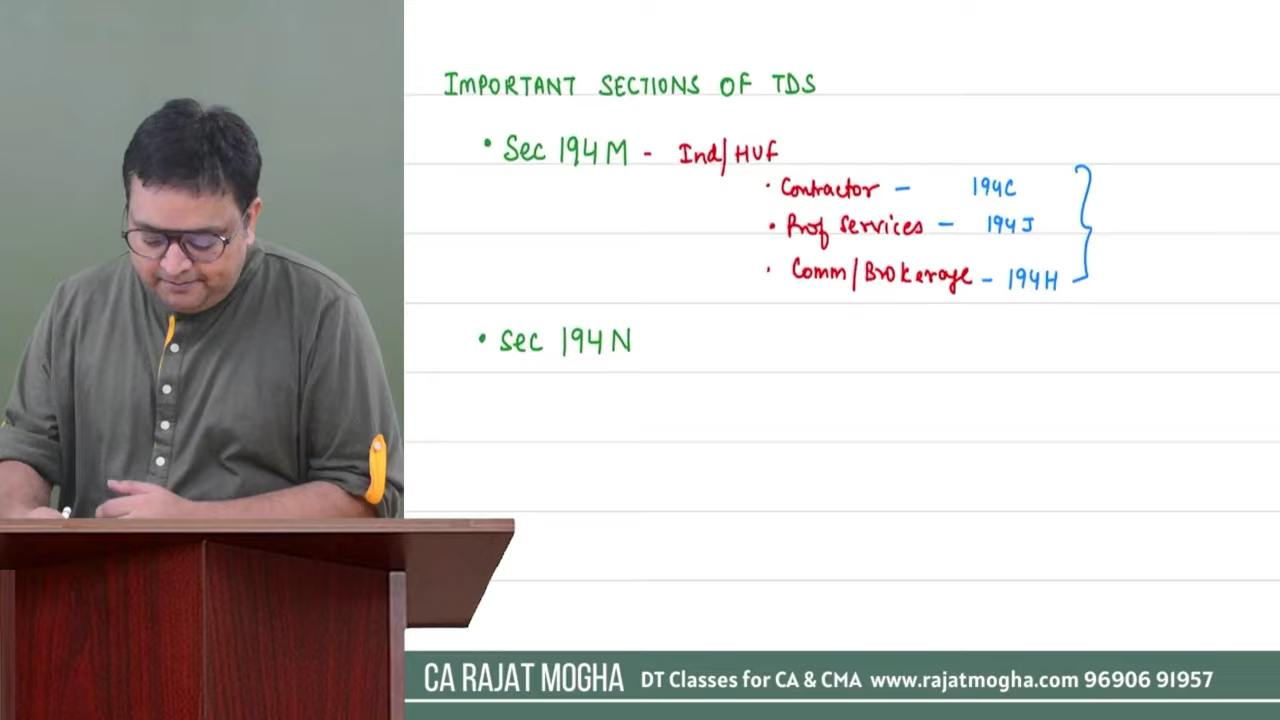 IMPORTANT SECTIONS OF TDS
• Sec 194M - Ind/HUF
• Contractor - 194C
• Prof Services - 194J
• Comm/Brokerage - 194H
• Sec 194N
CA RAJAT MOGHA DT Classes for CA & CMA www.rajatmogha.com 96906 91957